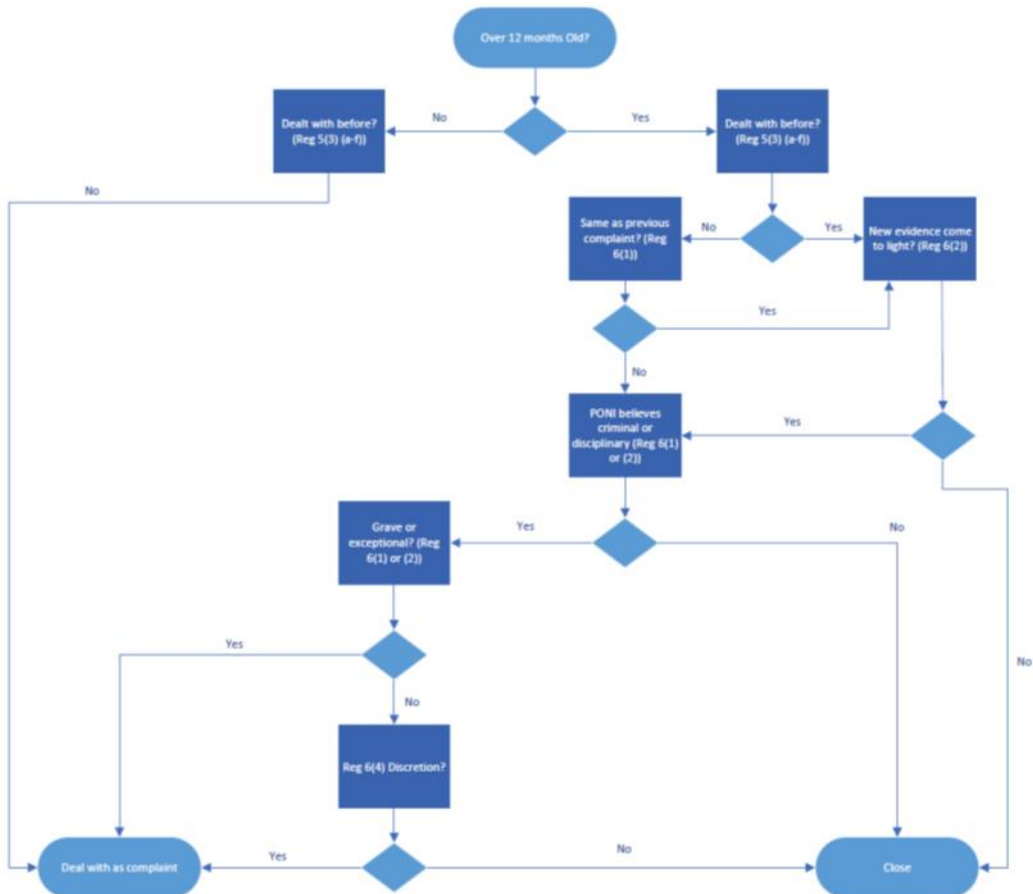 Over 12 months Old?
Dealt with before?
(Reg 5(3) (a-f))
No
Yes
Dealt with before?
(Reg 5(3) (a-f))
No
Same as previous
complaint? (Reg
6(1))
No
Yes
New evidence come
to light? (Reg 6(2))
Yes
No
PONI believes
criminal or
disciplinary (Reg 6(1)
or (2))
Yes
Grave or
exceptional? (Reg
6(1) or (2))
Yes
No
Yes
No
No
Reg 6(4) Discretion?
Deal with as complaint
Yes
No
Close